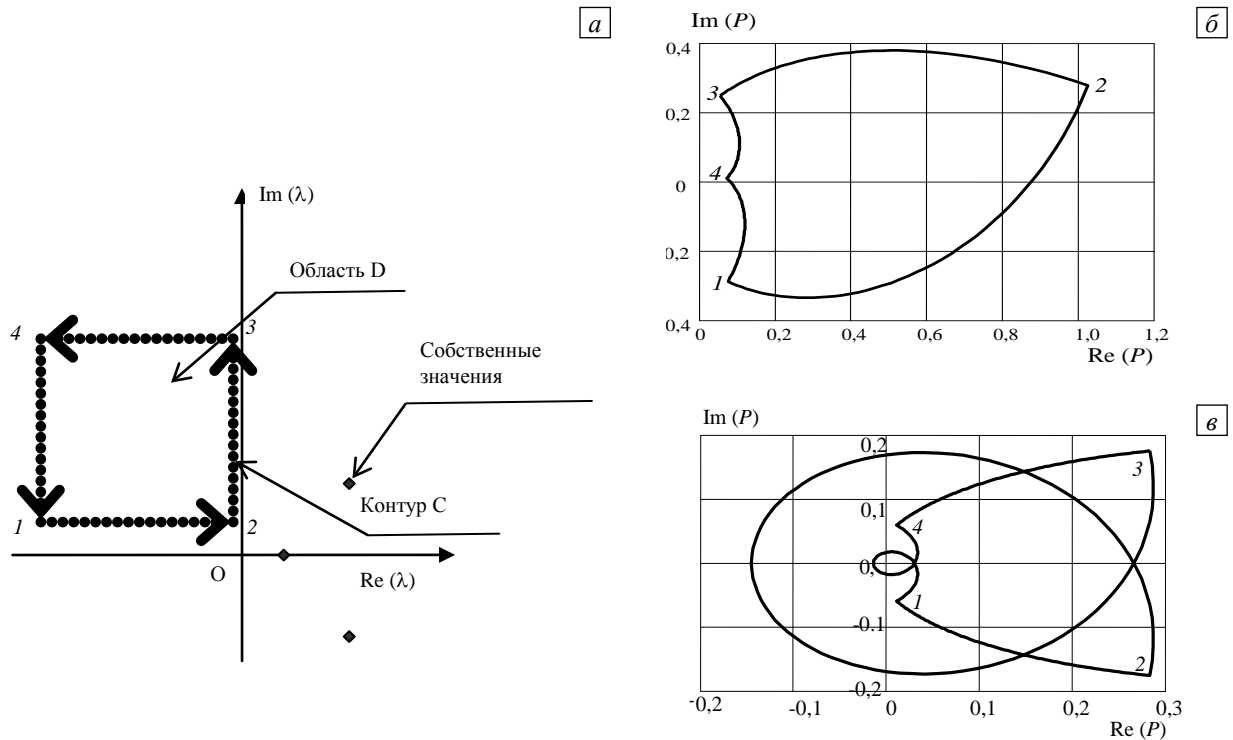 а
Im (λ)
Область D
4
3
Собственные
значения
Контур C
1
2
O
Re (λ)
б
Im (P)
0,4
3
2
0,2
4
0
0,2
1
0,4
0
0,2
0,4
0,6
0,8
1,0
1,2
Re (P)
в
Im (P)
0,2
3
0,1
4
0,
1
-0.1
2
-0,2
-0,2
-0,1
0
0,1
0,2
0,3
Re (P)